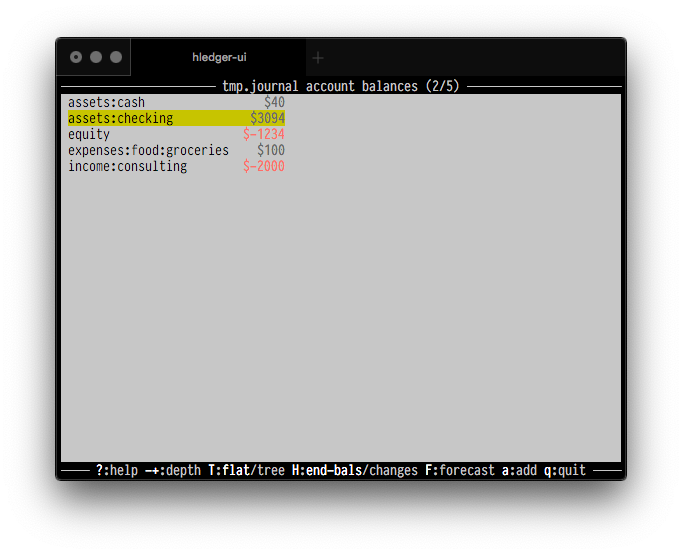 hledger-ui
tmp.journal account balances (2/5)
assets:cash $40
assets:checking $3094
equity $-1234
expenses:food:groceries $100
income:consulting $-2000
?:help -+:depth T:flat/tree H:end-bals/changes F:forecast a:add q:quit